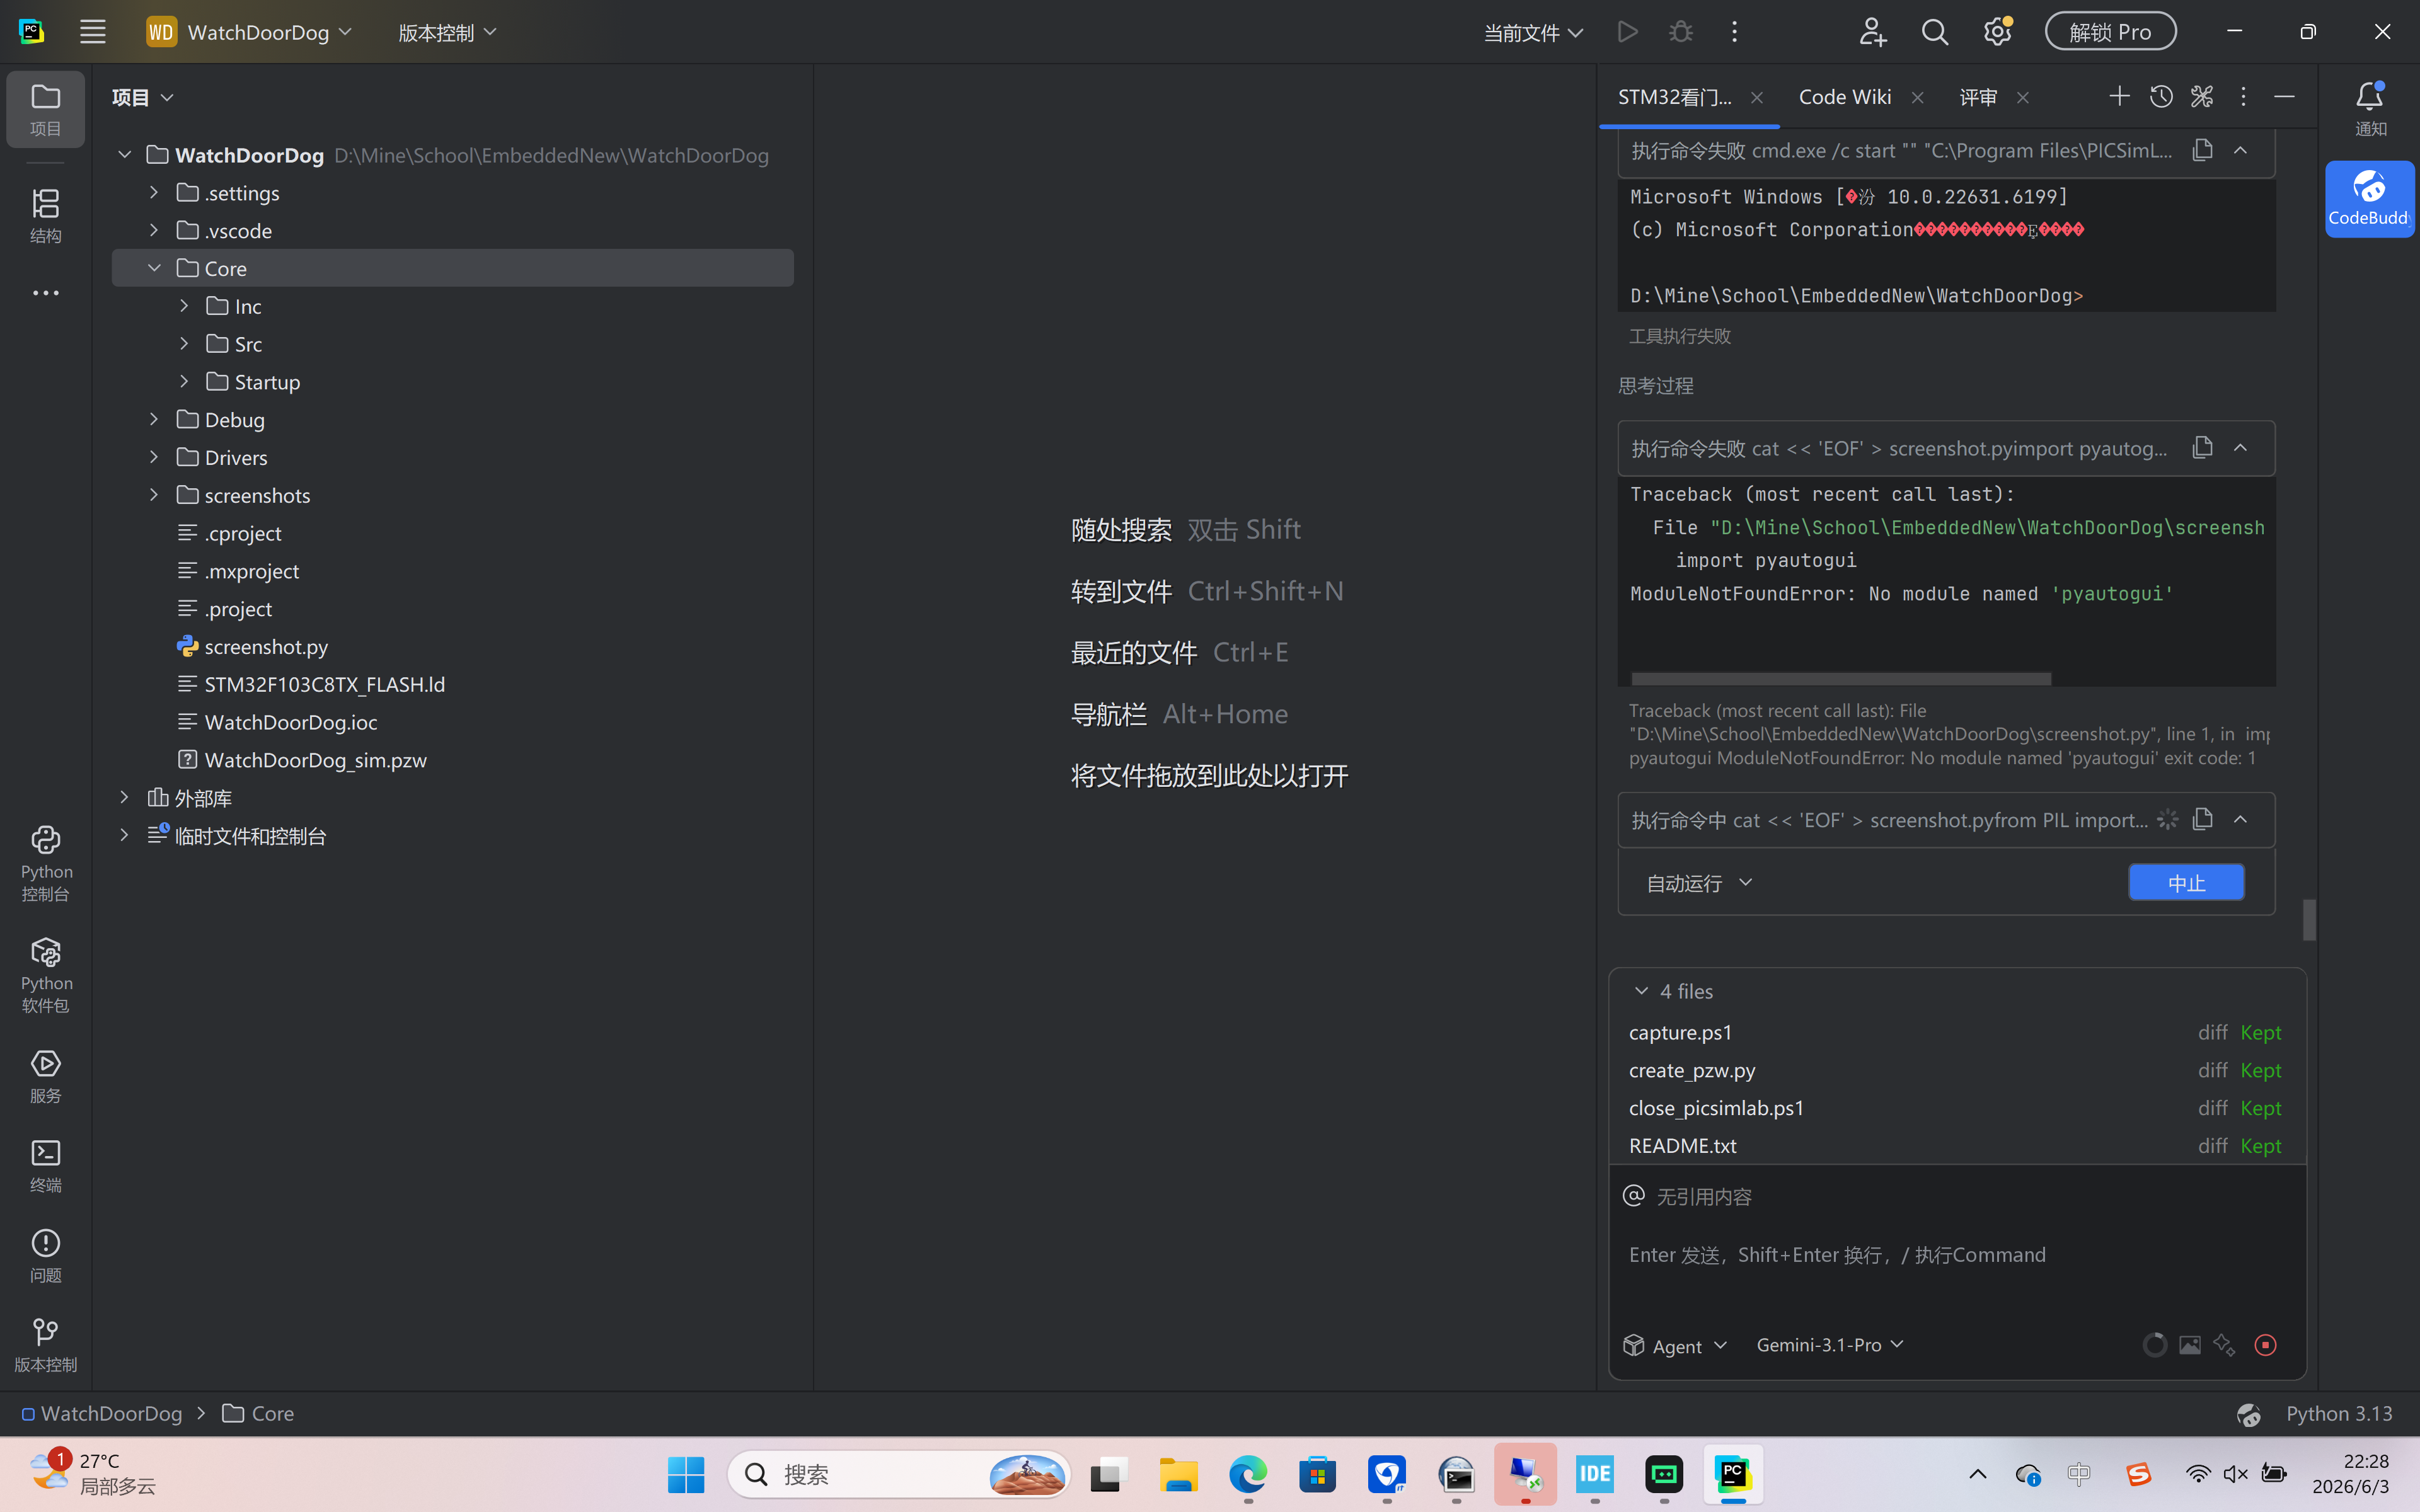 WD WatchDoorDog 版本控制 当前文件 解锁 Pro
项目
结构
Python
控制台
Python
软件包
服务
终端
问题
版本控制
项目
WatchDoorDog D:\Mine\School\EmbeddedNew\WatchDoorDog
.settings
.vscode
Core
Inc
Src
Startup
Debug
Drivers
screenshots
.cproject
.mxproject
.project
screenshot.py
STM32F103C8TX_FLASH.ld
WatchDoorDog.ioc
WatchDoorDog_sim.pzw
外部库
临时文件和控制台
随处搜索 双击 Shift
转到文件 Ctrl+Shift+N
最近的文件 Ctrl+E
导航栏 Alt+Home
将文件拖放到此处以打开
STM32看门... Code Wiki 评审
执行命令失败 cmd.exe /c start "" "C:\Program Files\PICSimL...
Microsoft Windows [�汾 10.0.22631.6199]
(c) Microsoft Corporation
D:\Mine\School\EmbeddedNew\WatchDoorDog>
工具执行失败
思考过程
执行命令失败 cat << 'EOF' > screenshot.pyimport pyautog...
Traceback (most recent call last):
File "D:\Mine\School\EmbeddedNew\WatchDoorDog\screensh
import pyautogui
ModuleNotFoundError: No module named 'pyautogui'
Traceback (most recent call last): File
"D:\Mine\School\EmbeddedNew\WatchDoorDog\screenshot.py", line 1, in imp
pyautogui ModuleNotFoundError: No module named 'pyautogui' exit code: 1
执行命令中 cat << 'EOF' > screenshot.pyfrom PIL import...
自动运行 中止
4 files
capture.ps1 diff Kept
create_pzw.py diff Kept
close_picsimlab.ps1 diff Kept
README.txt diff Kept
@ 无引用内容
Enter 发送，Shift+Enter 换行，/ 执行Command
Agent Gemini-3.1-Pro
通知
CodeBudd
WatchDoorDog > Core Python 3.13
1 27°C
局部多云
搜索
IDE
PC
中
22:28
2026/6/3